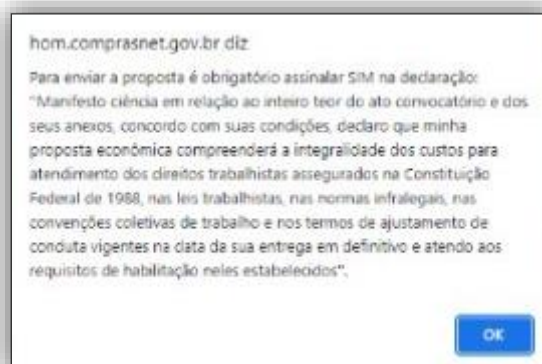 hom.comprasnet.gov.br diz
Para enviar a proposta é obrigatório assinalar SIM na declaração:
"Manifesto ciência em relação ao inteiro teor do ato convocatório e dos
seus anexos, concordo com suas condições, declaro que minha
proposta econômica compreenderá a integralidade dos custos para
atendimento dos direitos trabalhistas assegurados na Constituição
Federal de 1988, nas leis trabalhistas, nas normas infralegais, nas
convenções coletivas de trabalho e nos termos de ajustamento de
conduta vigentes na data da sua entrega em definitivo e atendo aos
requisitos de habilitação neles estabelecidos".
OK